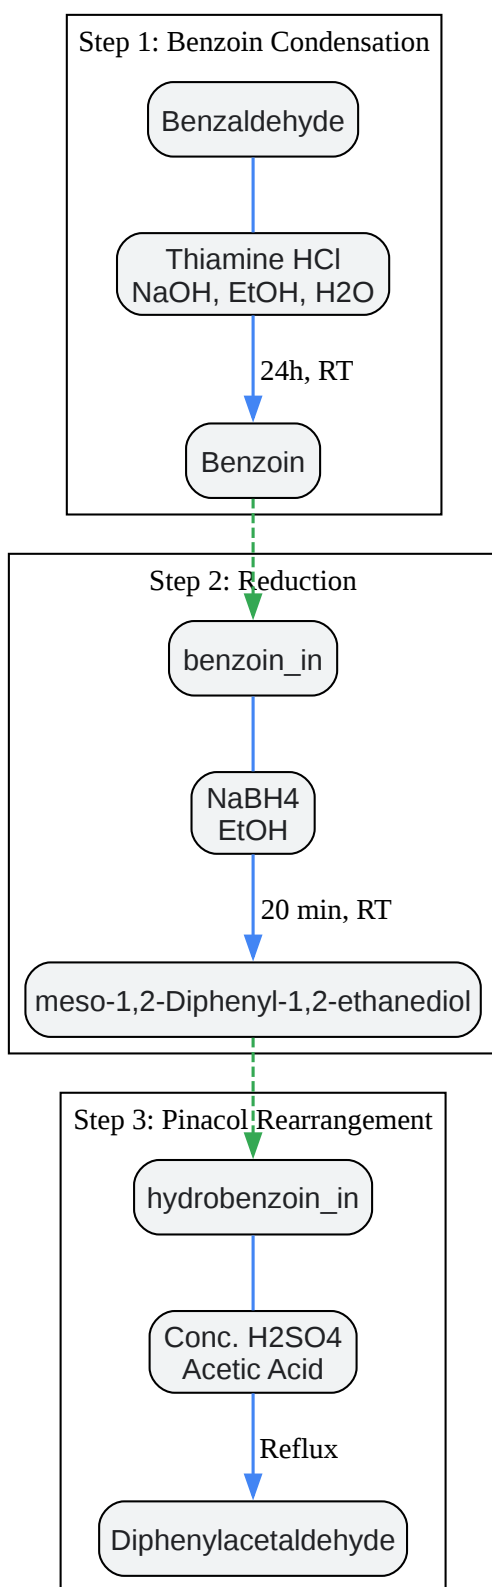 Step 1: Benzoin Condensation
Benzaldehyde
Thiamine HCl
NaOH, EtOH, H2O
24h, RT
Benzoin
Step 2: Reduction
benzoin_in
NaBH4
EtOH
20 min, RT
meso-1,2-Diphenyl-1,2-ethanediol
Step 3: Pinacol Rearrangement
hydrobenzoin_in
Conc. H2SO4
Acetic Acid
Reflux
Diphenylacetaldehyde